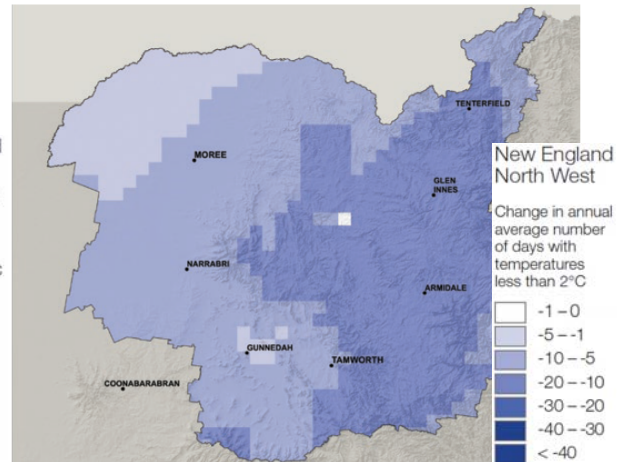 TENTERFIELD
MOREE
GLEN
INNES
NARRABRI
ARMIDALE
GUNNEDAH
TAMWORTH
COONABARABRAN
New England
North West
Change in annual
average number
of days with
temperatures
less than 2°C
-1 – 0
-5 – -1
-10 – -5
-20 – -10
-30 – -20
-40 – -30
< -40